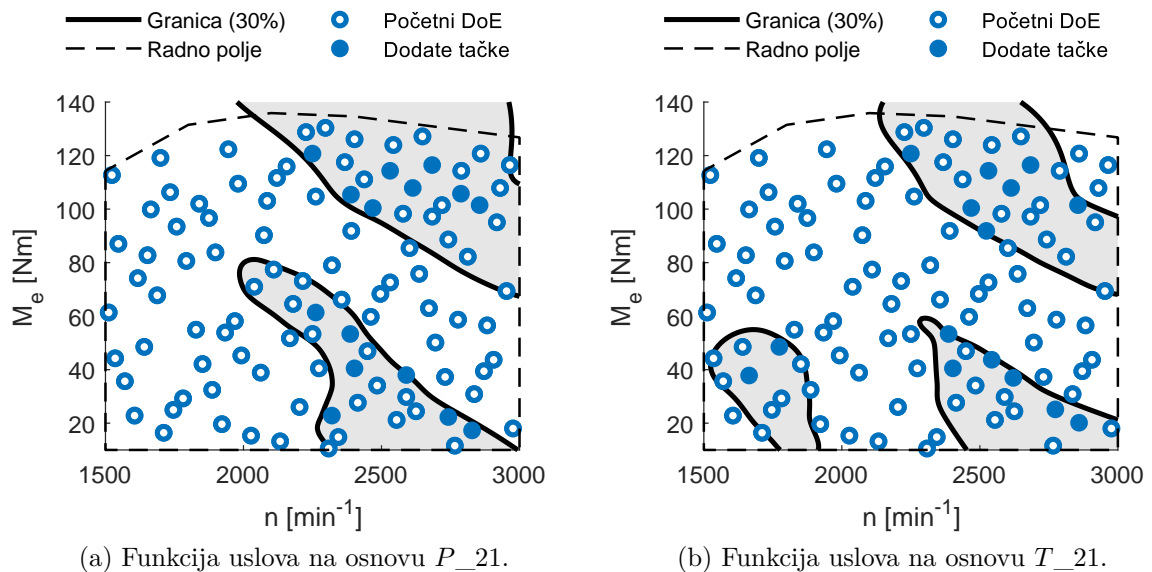 Granica (30%) Početni DoE
Radno polje Dodate tačke
Granica (30%) Početni DoE
Radno polje Dodate tačke
140
120
100
80
60
40
20
M_e [Nm]
1500 2000 2500 3000
n [min⁻¹]
140
120
100
80
60
40
20
M_e [Nm]
1500 2000 2500 3000
n [min⁻¹]
(a) Funkcija uslova na osnovu P_21.
(b) Funkcija uslova na osnovu T_21.